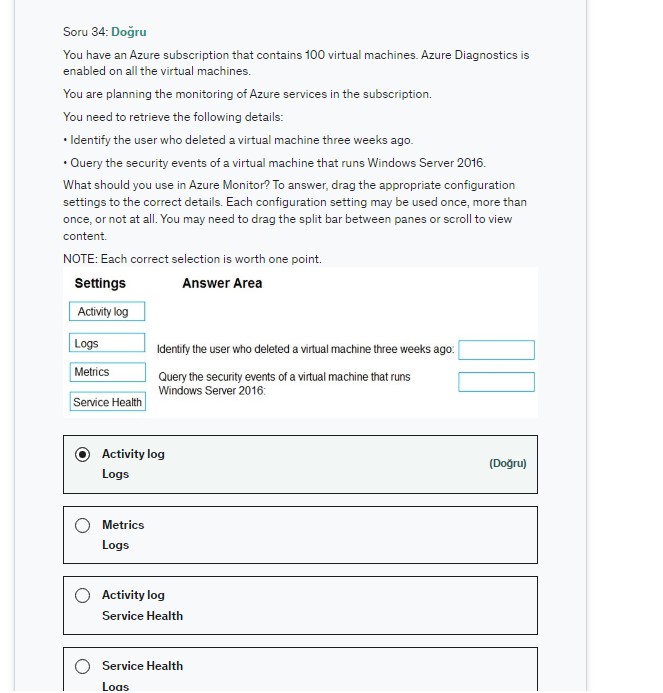 Soru 34: Doğru
You have an Azure subscription that contains 100 virtual machines. Azure Diagnostics is
enabled on all the virtual machines.
You are planning the monitoring of Azure services in the subscription.
You need to retrieve the following details:
• Identify the user who deleted a virtual machine three weeks ago.
• Query the security events of a virtual machine that runs Windows Server 2016.
What should you use in Azure Monitor? To answer, drag the appropriate configuration
settings to the correct details. Each configuration setting may be used once, more than
once, or not at all. You may need to drag the split bar between panes or scroll to view
content.
NOTE: Each correct selection is worth one point.
Settings
Answer Area
Activity log
Logs
Metrics
Service Health
Identify the user who deleted a virtual machine three weeks ago:
Query the security events of a virtual machine that runs
Windows Server 2016:
Activity log
Logs
(Doğru)
Metrics
Logs
Activity log
Service Health
Service Health
Logs